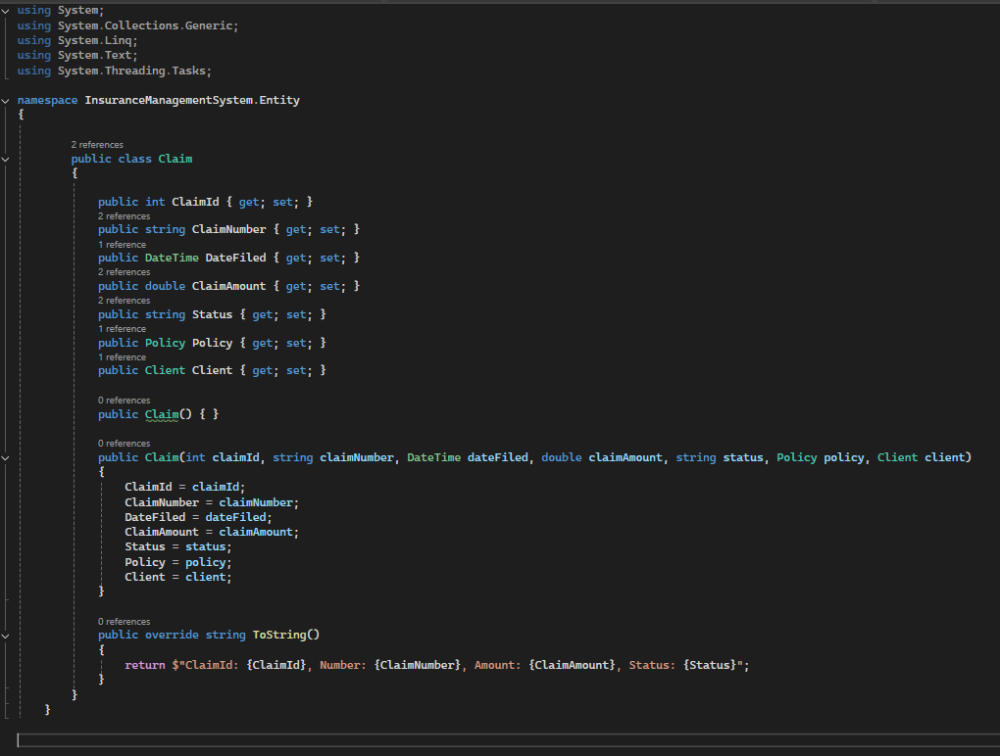 using System;
using System.Collections.Generic;
using System.Linq;
using System.Text;
using System.Threading.Tasks;
namespace InsuranceManagementSystem.Entity
{
2 references
public class Claim
{
public int ClaimId { get; set; }
2 references
public string ClaimNumber { get; set; }
1 reference
public DateTime DateFiled { get; set; }
2 references
public double ClaimAmount { get; set; }
2 references
public string Status { get; set; }
1 reference
public Policy Policy { get; set; }
1 reference
public Client Client { get; set; }
0 references
public Claim() { }
0 references
public Claim(int claimId, string claimNumber, DateTime dateFiled, double claimAmount, string status, Policy policy, Client client)
{
ClaimId = claimId;
ClaimNumber = claimNumber;
DateFiled = dateFiled;
ClaimAmount = claimAmount;
Status = status;
Policy = policy;
Client = client;
}
0 references
public override string ToString()
{
return $"ClaimId: {ClaimId}, Number: {ClaimNumber}, Amount: {ClaimAmount}, Status: {Status}";
}
}
}